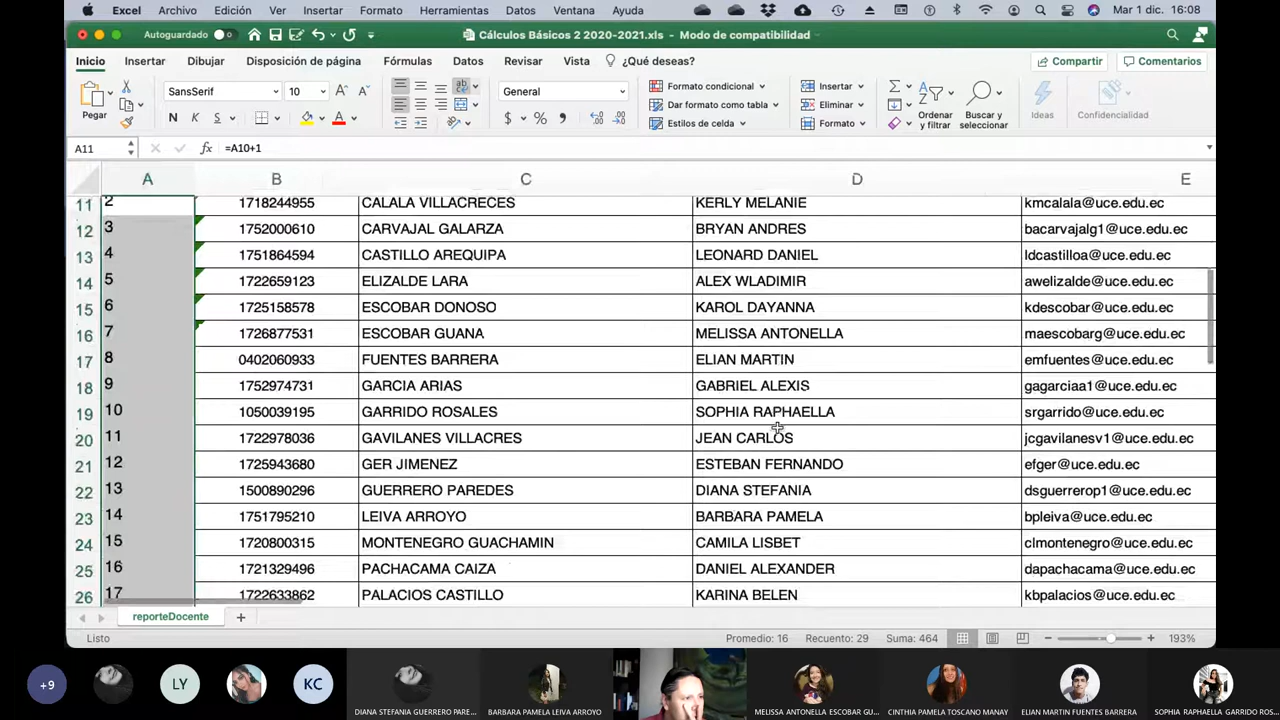 Excel Archivo Edición Ver Insertar Formato Herramientas Datos Ventana Ayuda Mar 1 dic. 16:08
Autoguardado Cálculos Básicos 2 2020-2021.xls - Modo de compatibilidad
Inicio Insertar Dibujar Disposición de página Fórmulas Datos Revisar Vista ¿Qué deseas? Compartir Comentarios
SansSerif 10 General Formato condicional Insertar
Pegar Dar formato como tabla Eliminar Ordenar y filtrar Buscar y seleccionar Ideas Confidencialidad
N K S $ % Estilos de celda Formato
A11 fx =A10+1
A B C D E
11 2 1718244955 CALALA VILLACRECES KERLY MELANIE kmcalala@uce.edu.ec
12 3 1752000610 CARVAJAL GALARZA BRYAN ANDRES bacarvajalg1@uce.edu.ec
13 4 1751864594 CASTILLO AREQUIPA LEONARD DANIEL ldcastilloa@uce.edu.ec
14 5 1722659123 ELIZALDE LARA ALEX WLADIMIR awelizalde@uce.edu.ec
15 6 1725158578 ESCOBAR DONOSO KAROL DAYANNA kdescobar@uce.edu.ec
16 7 1726877531 ESCOBAR GUANA MELISSA ANTONELLA maescobarg@uce.edu.ec
17 8 0402060933 FUENTES BARRERA ELIAN MARTIN emfuentes@uce.edu.ec
18 9 1752974731 GARCIA ARIAS GABRIEL ALEXIS gagarciaa1@uce.edu.ec
19 10 1050039195 GARRIDO ROSALES SOPHIA RAPHAELLA srgarrido@uce.edu.ec
20 11 1722978036 GAVILANES VILLACRES JEAN CARLOS jcgavilanesv1@uce.edu.ec
21 12 1725943680 GER JIMENEZ ESTEBAN FERNANDO efger@uce.edu.ec
22 13 1500890296 GUERRERO PAREDES DIANA STEFANIA dsguerrerop1@uce.edu.ec
23 14 1751795210 LEIVA ARROYO BARBARA PAMELA bpleiva@uce.edu.ec
24 15 1720800315 MONTENEGRO GUACHAMIN CAMILA LISBET clmontenegro@uce.edu.ec
25 16 1721329496 PACHACAMA CAIZA DANIEL ALEXANDER dapachacama@uce.edu.ec
26 17 1722633862 PALACIOS CASTILLO KARINA BELEN kbpalacios@uce.edu.ec
reporteDocente +
Listo Promedio: 16 Recuento: 29 Suma: 464 193%
+9 LY KC
DIANA STEFANIA GUERRERO PARE... BARBARA PAMELA LEIVA ARROYO MELISSA ANTONELLA ESCOBAR GU... CINTHIA PAMELA TOSCANO MANAY ELIAN MARTIN FUENTES BARRERA SOPHIA RAPHAELLA GARRIDO ROS...